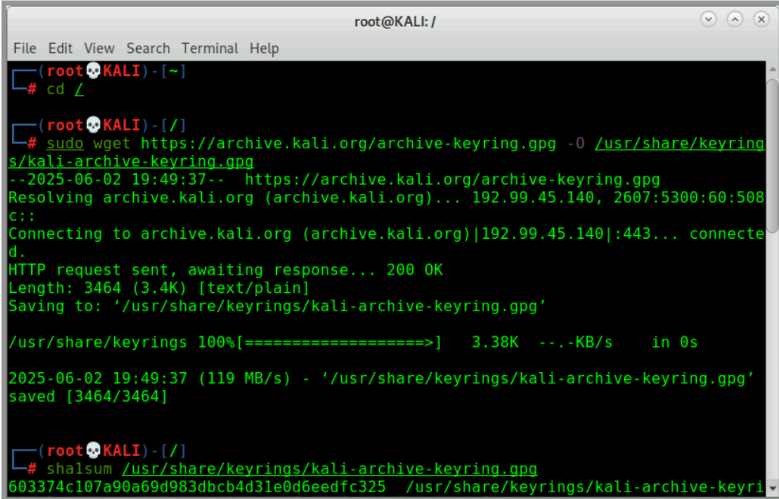 root@KALI: /
File Edit View Search Terminal Help
┌──(root💀KALI)-[~]
└─# cd /
┌──(root💀KALI)-[/]
└─# sudo wget https://archive.kali.org/archive-keyring.gpg -O /usr/share/keyring
s/kali-archive-keyring.gpg
--2025-06-02 19:49:37--  https://archive.kali.org/archive-keyring.gpg
Resolving archive.kali.org (archive.kali.org)... 192.99.45.140, 2607:5300:60:508
c::
Connecting to archive.kali.org (archive.kali.org)|192.99.45.140|:443... connecte
d.
HTTP request sent, awaiting response... 200 OK
Length: 3464 (3.4K) [text/plain]
Saving to: ‘/usr/share/keyrings/kali-archive-keyring.gpg’
/usr/share/keyrings 100%[===================>]   3.38K  --.-KB/s    in 0s
2025-06-02 19:49:37 (119 MB/s) - ‘/usr/share/keyrings/kali-archive-keyring.gpg’
saved [3464/3464]
┌──(root💀KALI)-[/]
└─# sha1sum /usr/share/keyrings/kali-archive-keyring.gpg
603374c107a90a69d983dbcb4d31e0d6eedfc325  /usr/share/keyrings/kali-archive-keyri